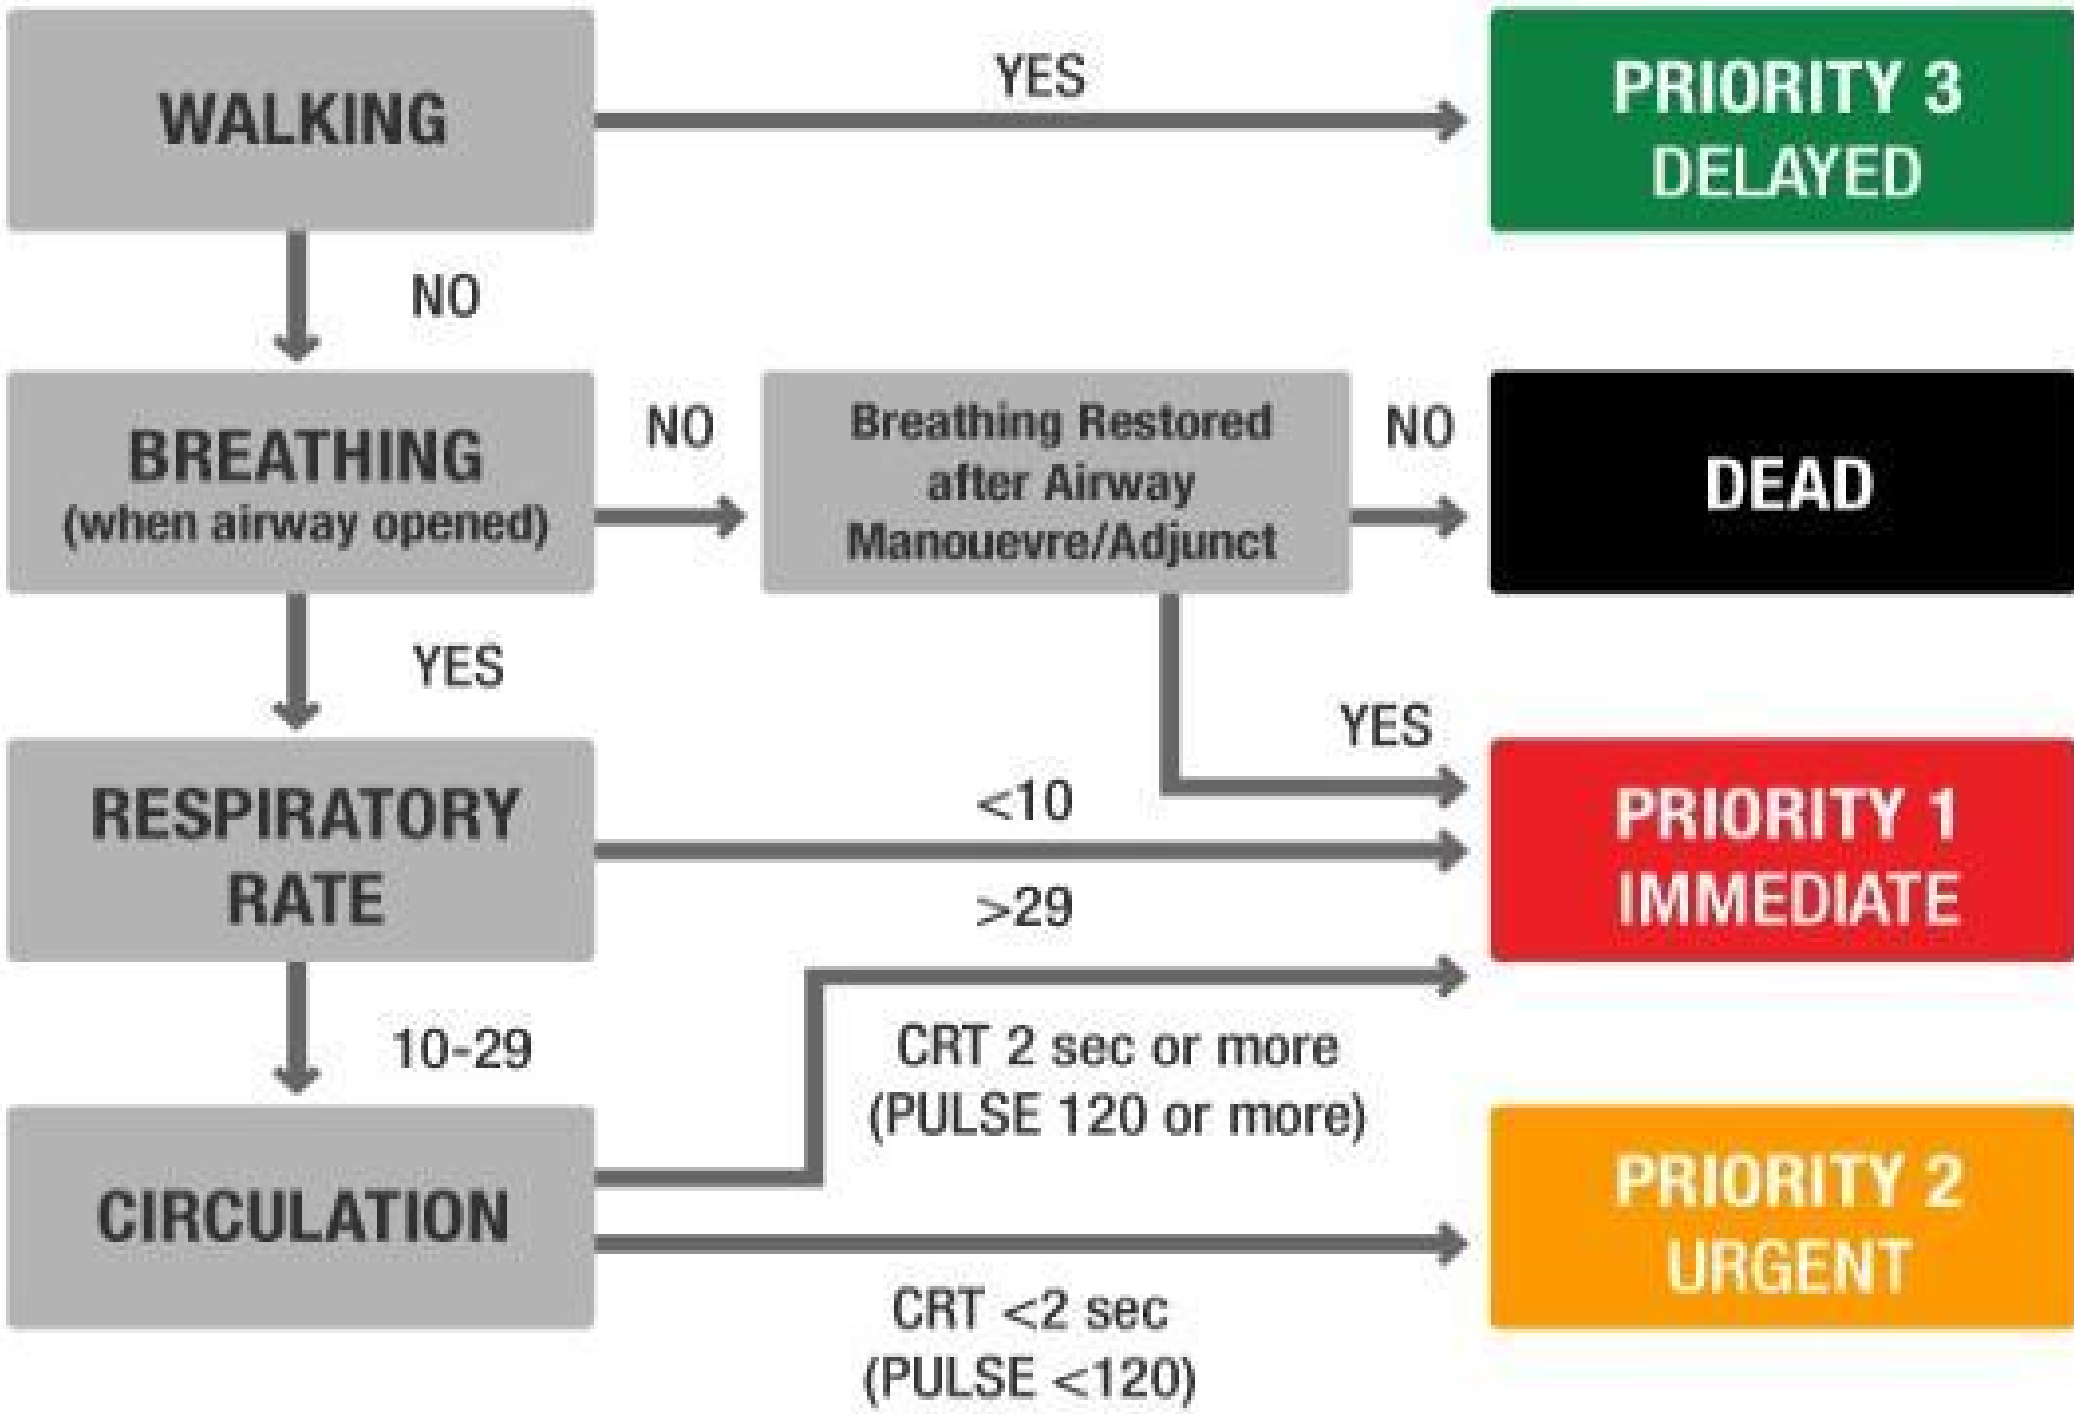 WALKING
YES
PRIORITY 3
DELAYED
NO
BREATHING
(when airway opened)
NO
Breathing Restored
after Airway
Manouevre/Adjunct
NO
DEAD
YES
YES
RESPIRATORY
RATE
<10
>29
PRIORITY 1
IMMEDIATE
10-29
CRT 2 sec or more
(PULSE 120 or more)
CIRCULATION
PRIORITY 2
URGENT
CRT <2 sec
(PULSE <120)